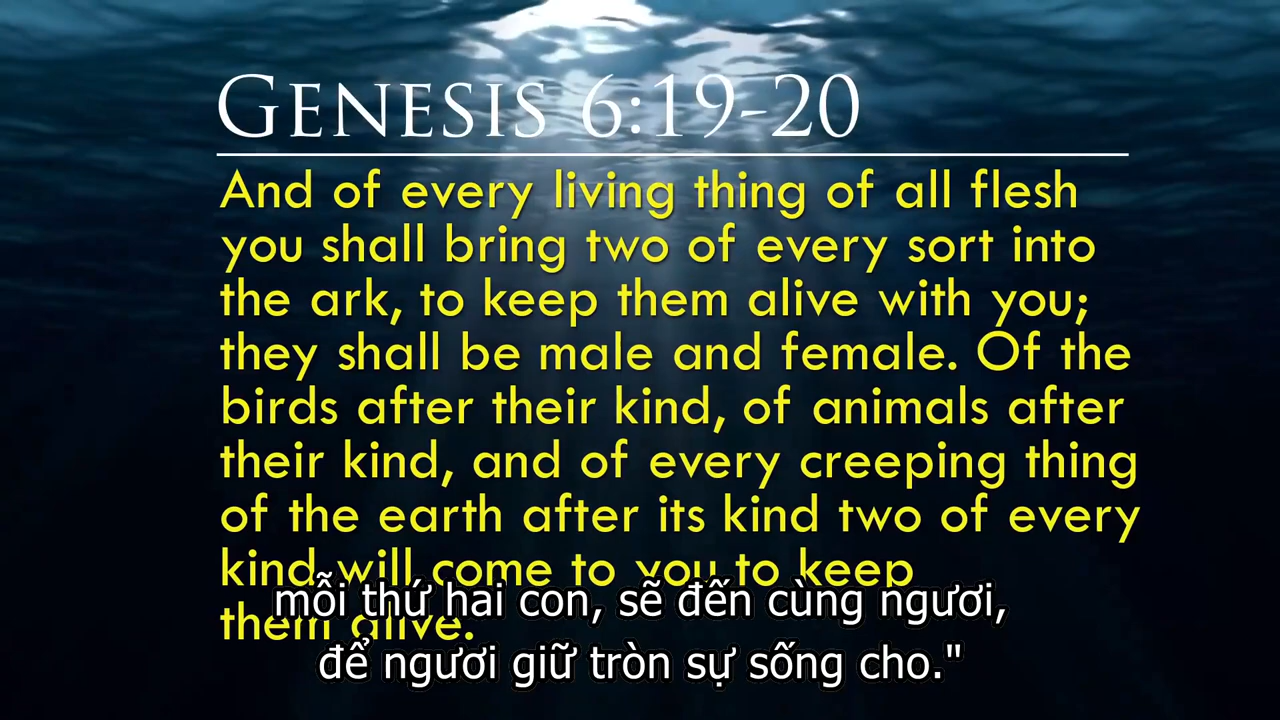 GENESIS 6:19-20
And of every living thing of all flesh
you shall bring two of every sort into
the ark, to keep them alive with you;
they shall be male and female. Of the
birds after their kind, of animals after
their kind, and of every creeping thing
of the earth after its kind two of every
kind will come to you to keep
them alive.
mỗi thứ hai con, sẽ đến cùng ngươi,
để ngươi giữ tròn sự sống cho."